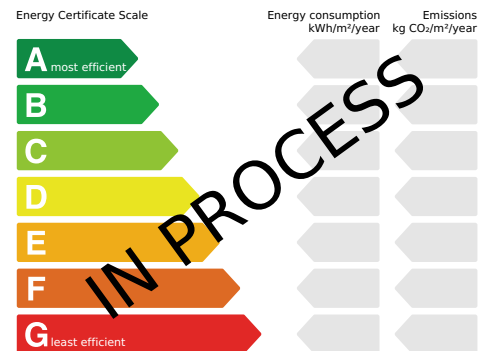 Energy Certificate Scale
Energy consumption
kWh/m²/year
Emissions
kg CO₂/m²/year
A most efficient
B
C
D
E
F
G least efficient
IN PROCESS